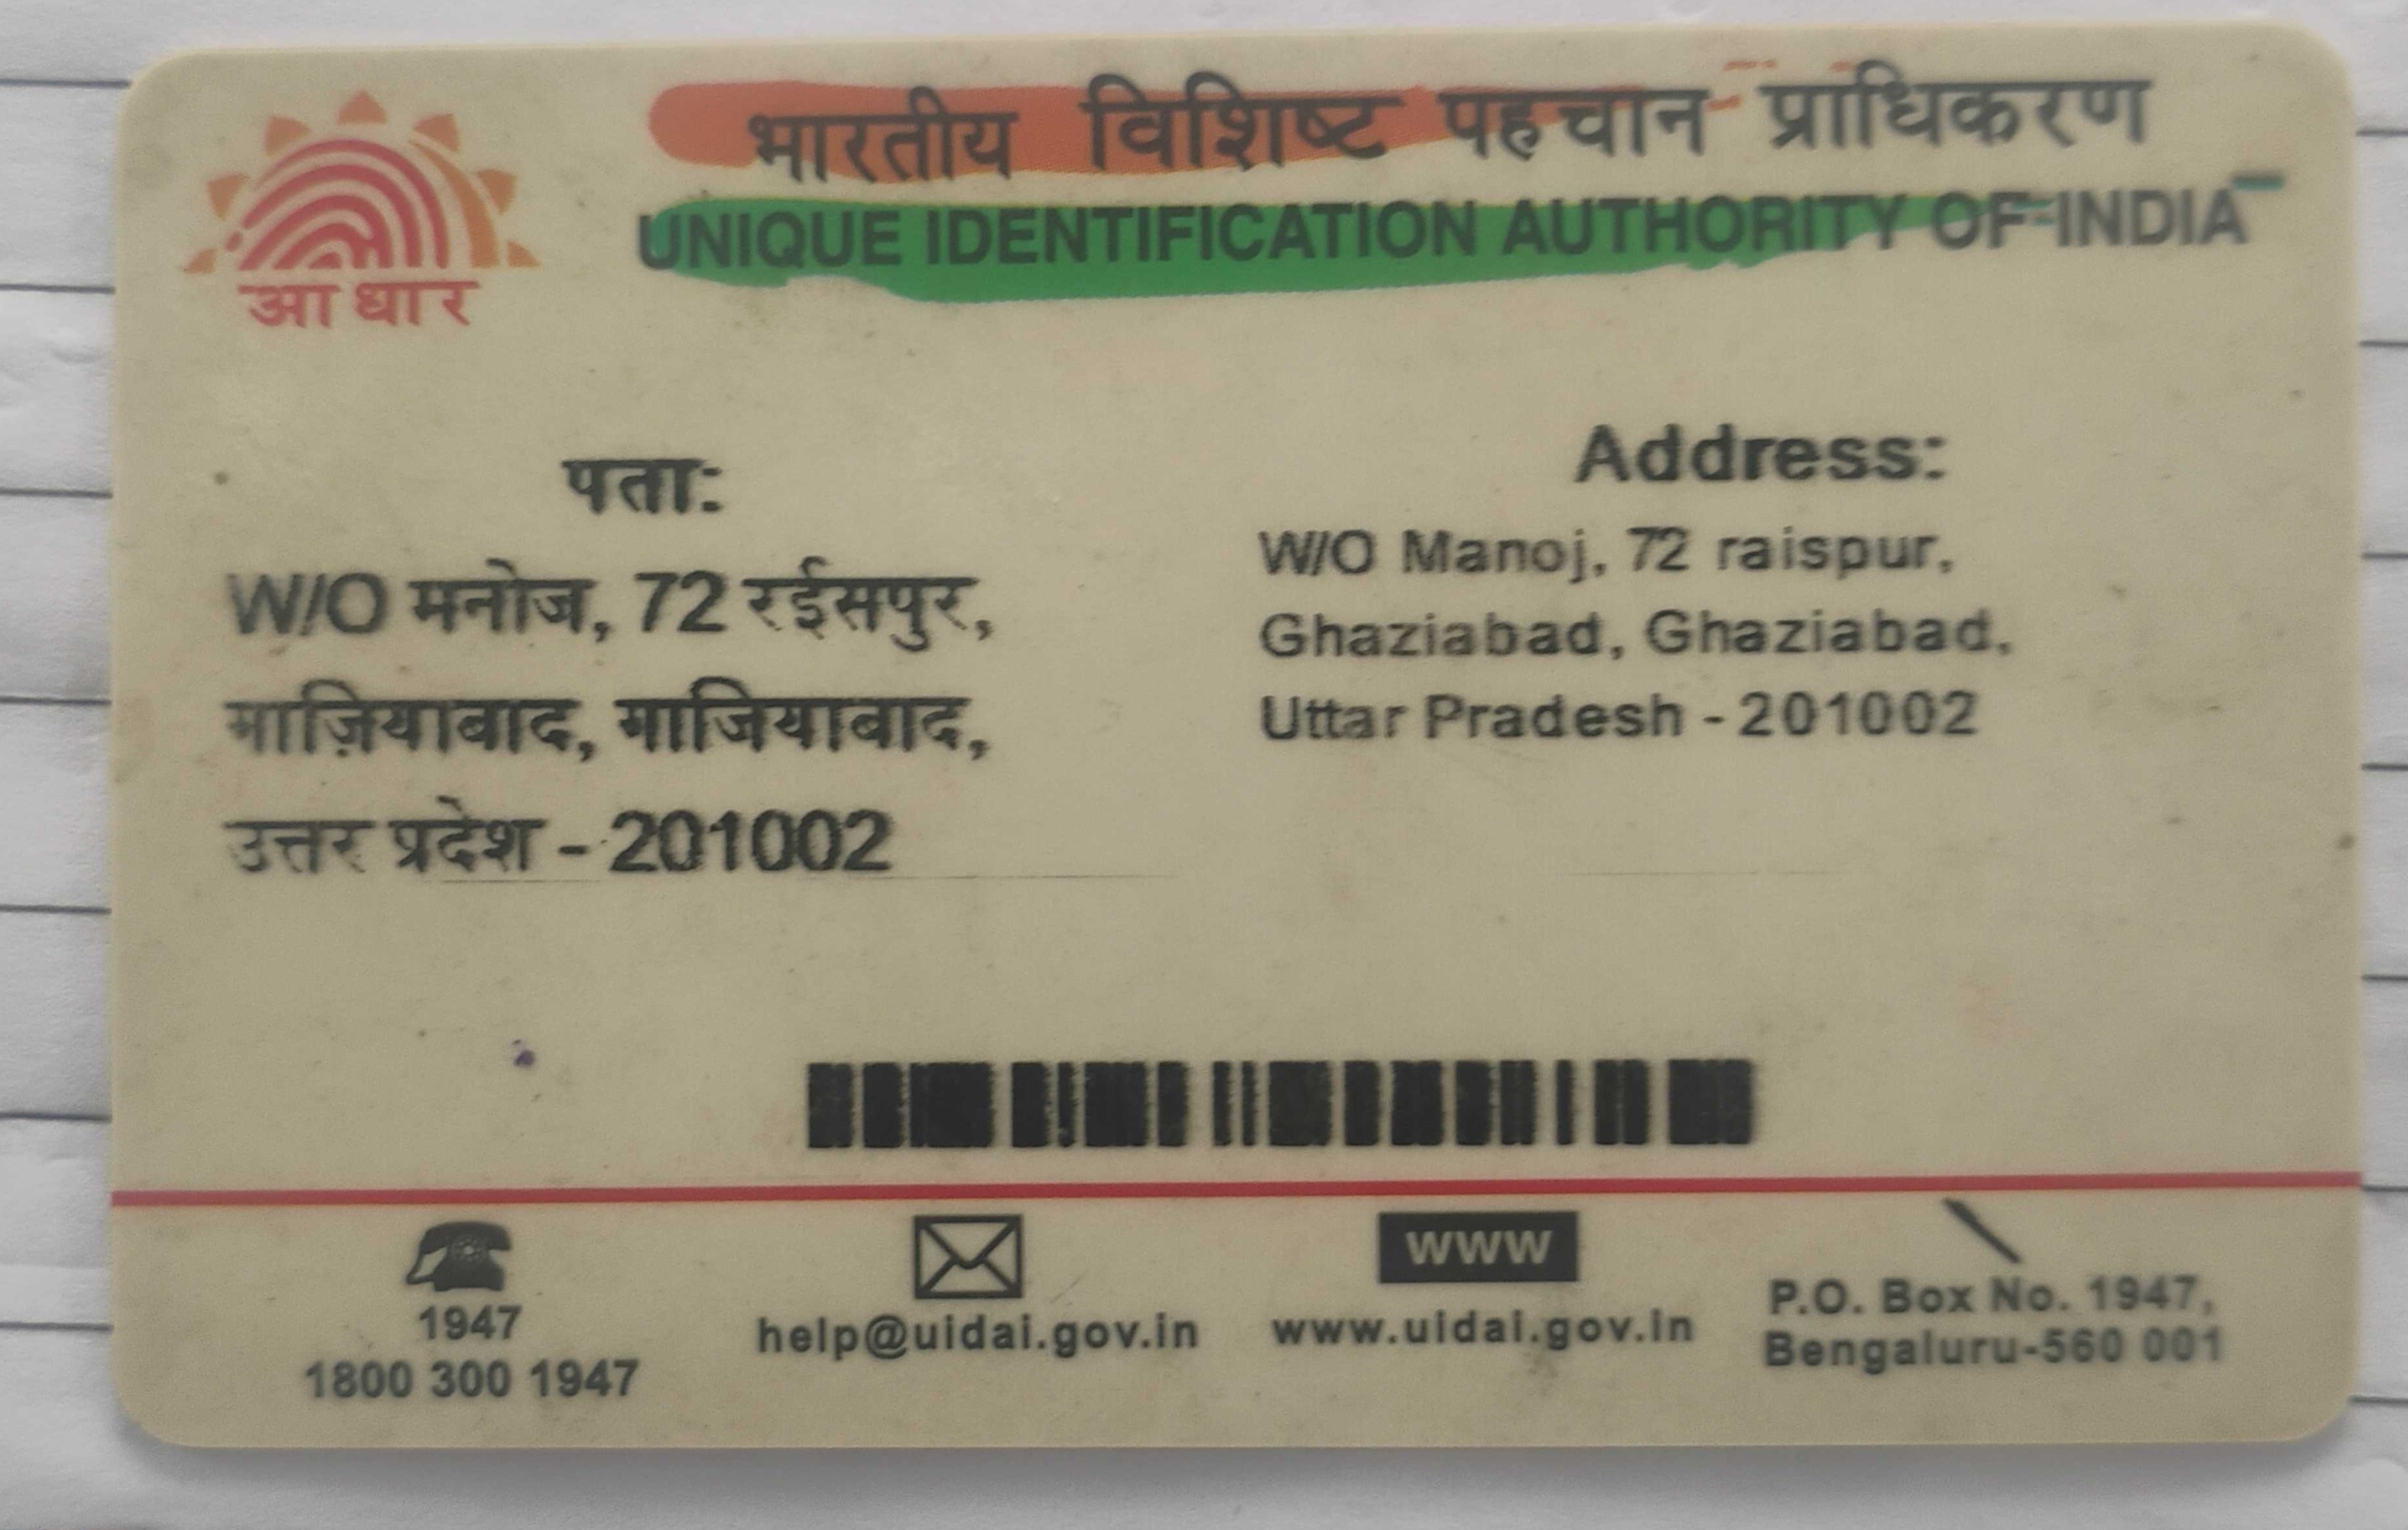 भारतीय विशिष्ट पहचान प्राधिकरण
UNIQUE IDENTIFICATION AUTHORITY OF INDIA
आधार
पता:
W/O मनोज, 72 रईसपुर,
गाज़ियाबाद, गाजियाबाद,
उत्तर प्रदेश - 201002
Address:
W/O Manoj, 72 raispur,
Ghaziabad, Ghaziabad,
Uttar Pradesh - 201002
1947
1800 300 1947
help@uidai.gov.in
WWW
www.uidai.gov.in
P.O. Box No. 1947,
Bengaluru-560 001